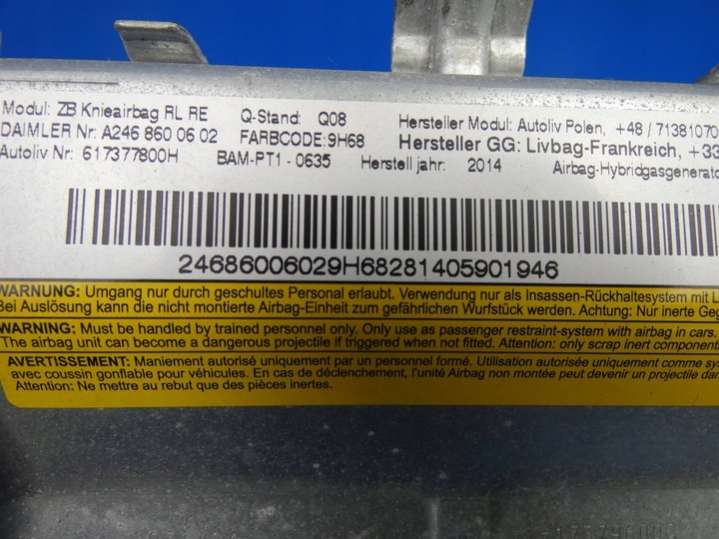 Modul: ZB Knieairbag RL RE Q-Stand: Q08 Hersteller Modul: Autoliv Polen, +48 / 71381070
DAIMLER Nr: A246 860 06 02 FARBCODE:9H68 Hersteller GG: Livbag-Frankreich, +33
Autoliv Nr: 617377800H BAM-PT1 - 0635 Herstell jahr: 2014 Airbag-Hybridgasgenerator
24686006029H68281405901946
WARNUNG: Umgang nur durch geschultes Personal erlaubt. Verwendung nur als Insassen-Rückhaltesystem mit L
Bei Auslösung kann die nicht montierte Airbag-Einheit zum gefährlichen Wurfstück werden. Achtung: Nur inerte Geg
WARNING: Must be handled by trained personnel only. Only use as passenger restraint-system with airbag in cars.
The airbag unit can become a dangerous projectile if triggered when not fitted. Attention: only scrap inert component
AVERTISSEMENT: Maniement autorisé uniquement par un personnel formé. Utilisation autorisée uniquement comme sys
avec coussin gonflable pour véhicules. En cas de déclenchement, l'unité Airbag non montée peut devenir un projectile dan
Attention: Ne mettre au rebut que des pièces inertes.